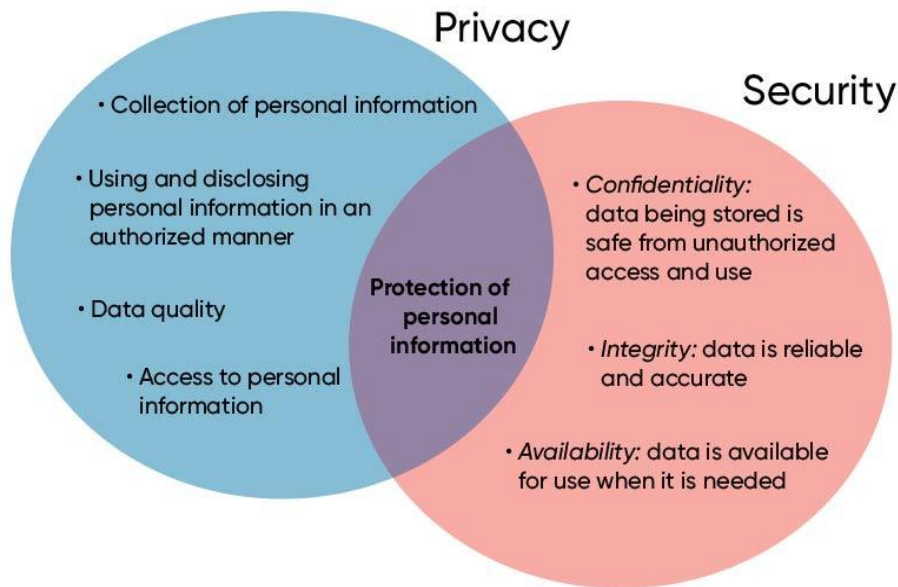 Privacy
Security
• Collection of personal information
• Using and disclosing
personal information in an
authorized manner
• Data quality
• Access to personal
information
Protection of
personal
information
• Confidentiality:
data being stored is
safe from unauthorized
access and use
• Integrity: data is reliable
and accurate
• Availability: data is available
for use when it is needed